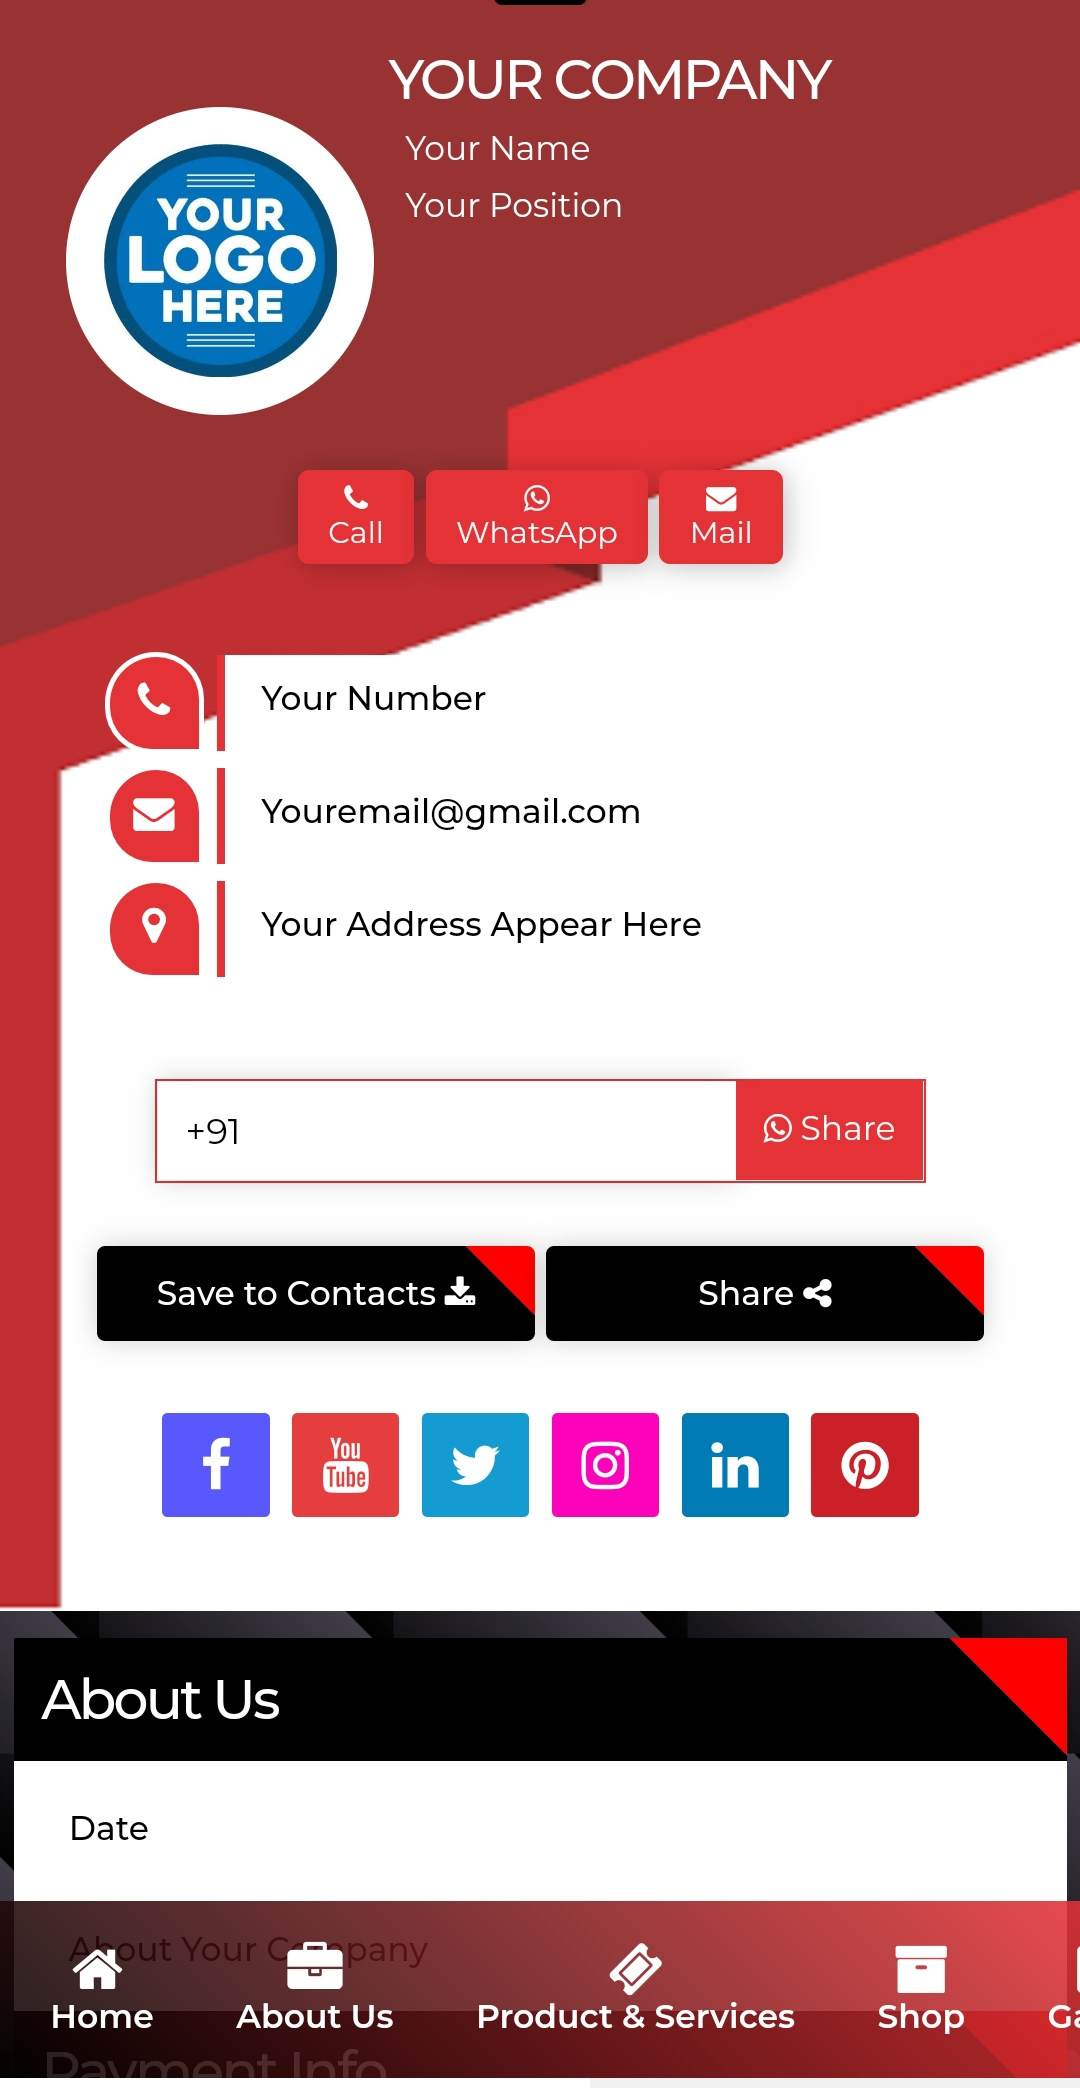 YOUR COMPANY
Your Name
Your Position
YOUR
LOGO
HERE
Call
WhatsApp
Mail
Your Number
Youremail@gmail.com
Your Address Appear Here
+91
Share
Save to Contacts
Share
You
Tube
in
About Us
Date
About Your Company
Home
About Us
Product & Services
Shop
Ga
Payment Info